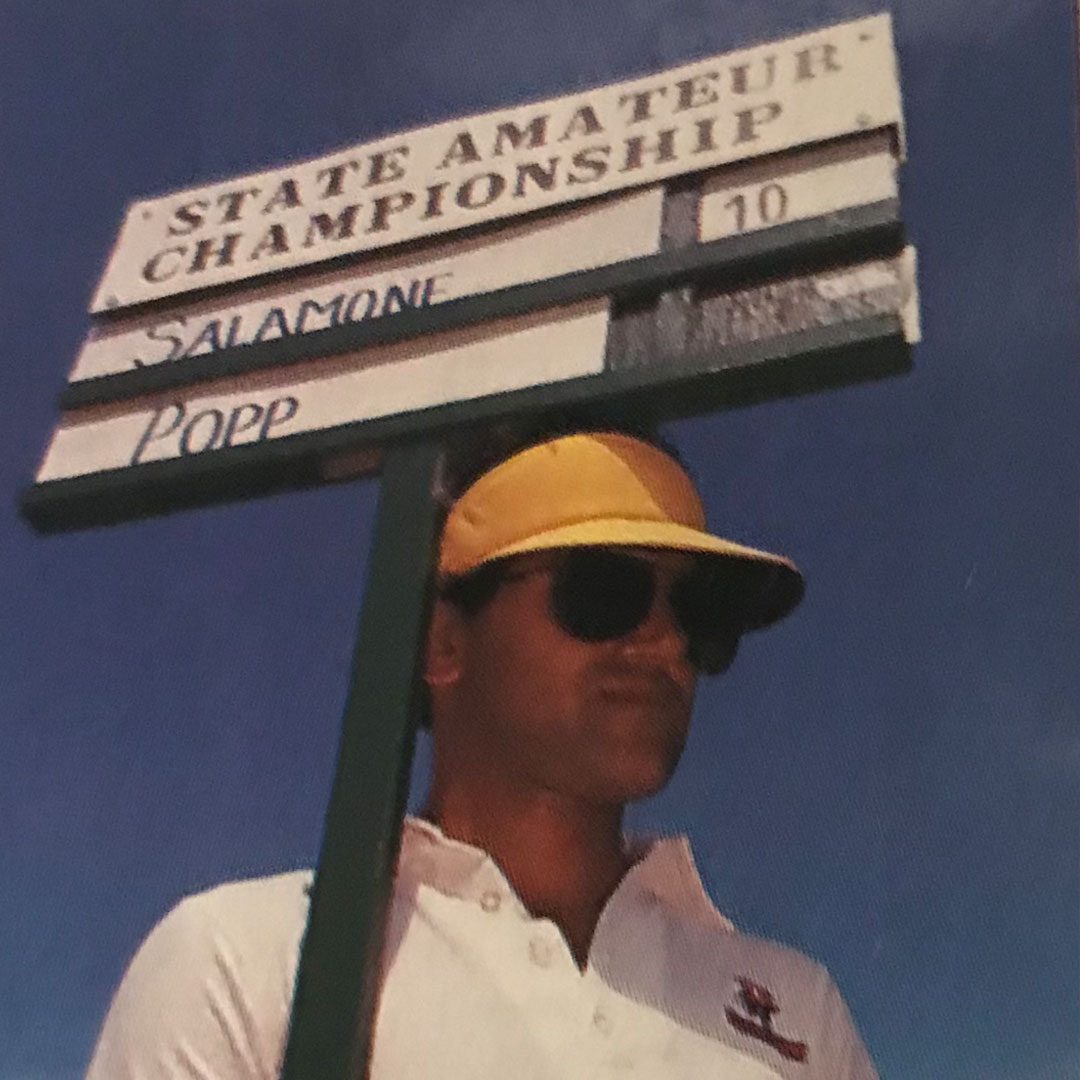 STATE AMATEUR
CHAMPIONSHIP
SALAMONE 10
POPP